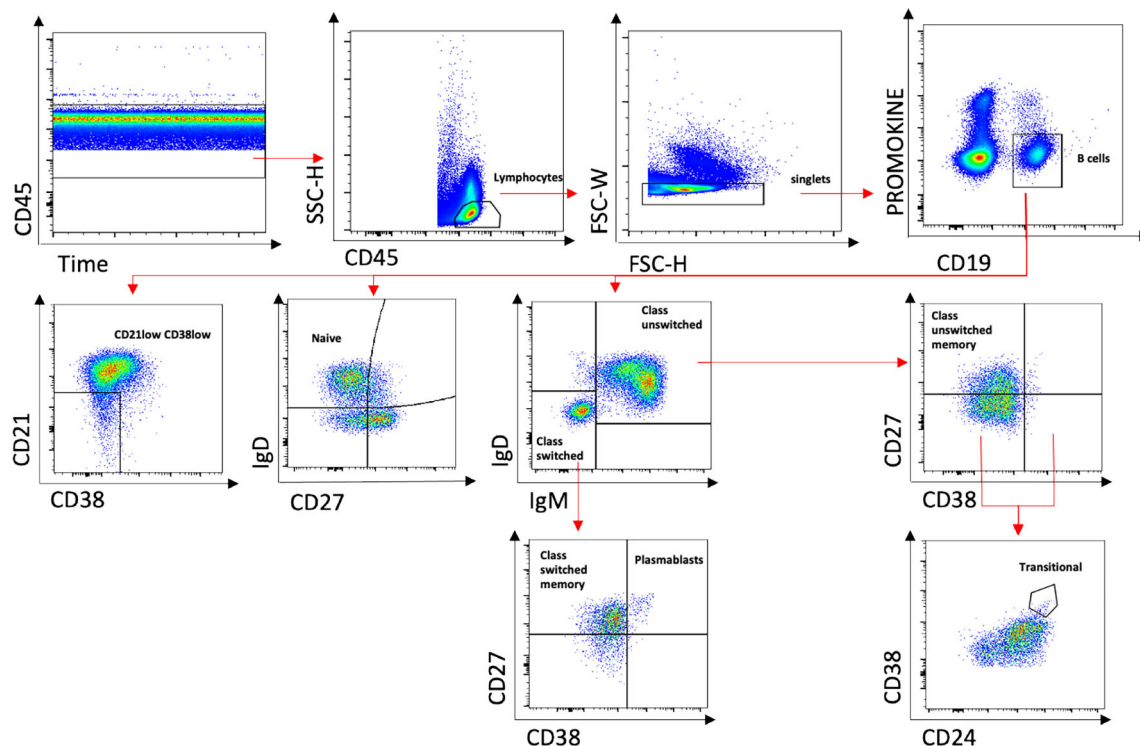 CD45
Time
SSC-H
Lymphocytes
CD45
FSC-W
singlets
FSC-H
PROMOKINE
B cells
CD19
CD21
CD21low CD38low
CD38
IgD
Naive
CD27
IgD
Class
unswitched
Class
switched
IgM
CD27
Class
unswitched
memory
CD38
CD27
Class
switched
memory
Plasmablasts
CD38
CD38
Transitional
CD24